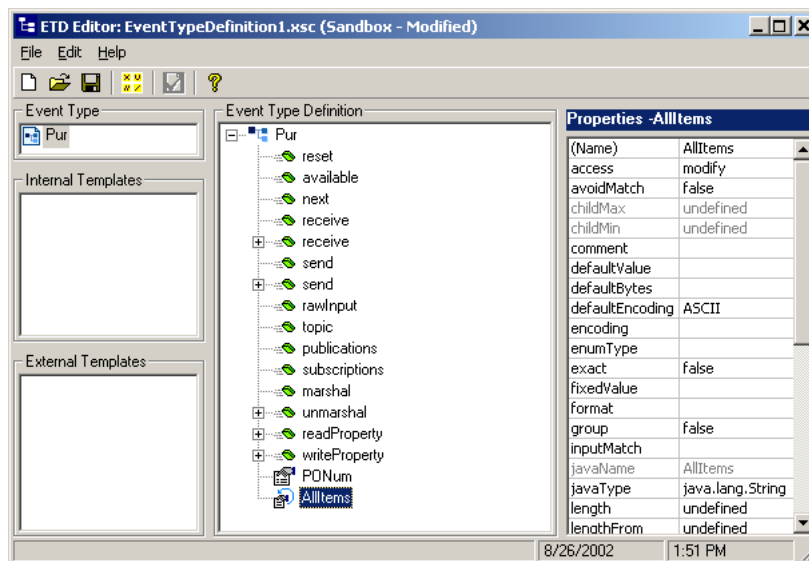 ETD Editor: EventTypeDefinition1.xsc (Sandbox - Modified)
File Edit Help
Event Type
Pur
Internal Templates
External Templates
Event Type Definition
Pur
reset
available
next
receive
receive
send
send
rawInput
topic
publications
subscriptions
marshal
unmarshal
readProperty
writeProperty
PONum
AllItems
Properties -AllItems
(Name) AllItems
access modify
avoidMatch false
childMax undefined
childMin undefined
comment
defaultValue
defaultBytes
defaultEncoding ASCII
encoding
enumType
exact false
fixedValue
format
group false
inputMatch
javaName AllItems
javaType java.lang.String
length undefined
lengthFrom undefined
8/26/2002 1:51 PM